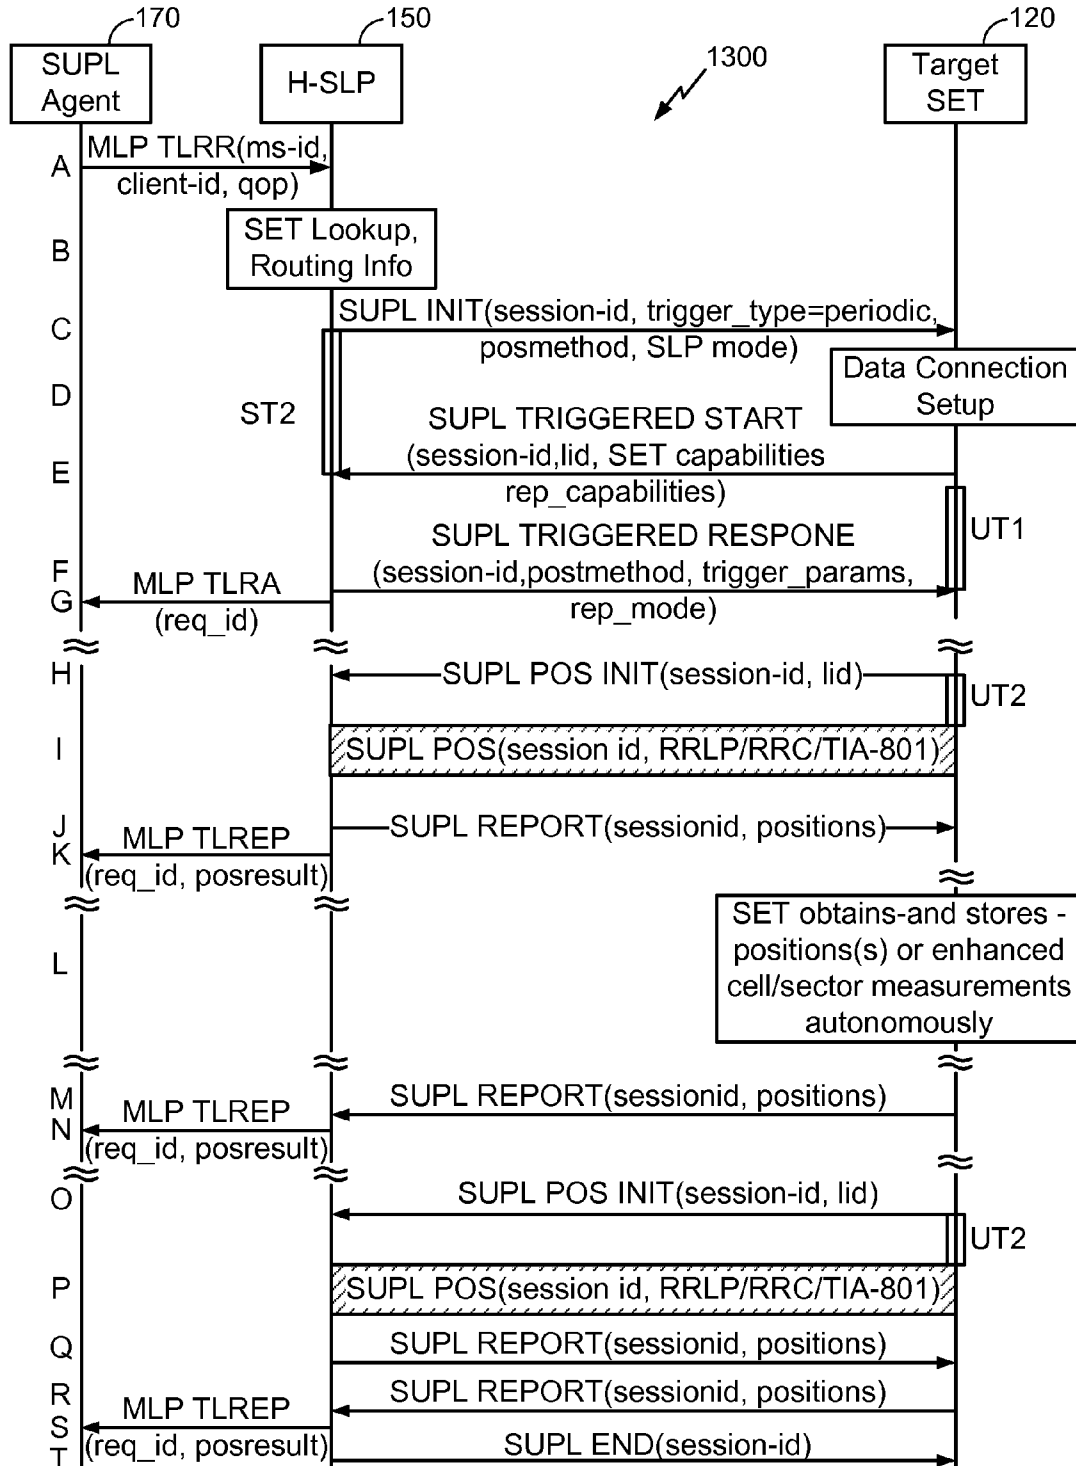 170
150
120
SUPL
Agent
H-SLP
1300
Target
SET
A
MLP TLRR(ms-id,
client-id, qop)
B
SET Lookup,
Routing Info
C
SUPL INIT(session-id, trigger_type=periodic,
posmethod, SLP mode)
D
ST2
Data Connection
Setup
E
SUPL TRIGGERED START
(session-id,lid, SET capabilities
rep_capabilities)
UT1
F
SUPL TRIGGERED RESPONE
(session-id,postmethod, trigger_params,
rep_mode)
G
MLP TLRA
(req_id)
H
SUPL POS INIT(session-id, lid)
UT2
I
SUPL POS(session id, RRLP/RRC/TIA-801)
J
SUPL REPORT(sessionid, positions)
K
MLP TLREP
(req_id, posresult)
L
SET obtains-and stores -
positions(s) or enhanced
cell/sector measurements
autonomously
M
SUPL REPORT(sessionid, positions)
N
MLP TLREP
(req_id, posresult)
O
SUPL POS INIT(session-id, lid)
UT2
P
SUPL POS(session id, RRLP/RRC/TIA-801)
Q
SUPL REPORT(sessionid, positions)
R
SUPL REPORT(sessionid, positions)
S
MLP TLREP
(req_id, posresult)
T
SUPL END(session-id)